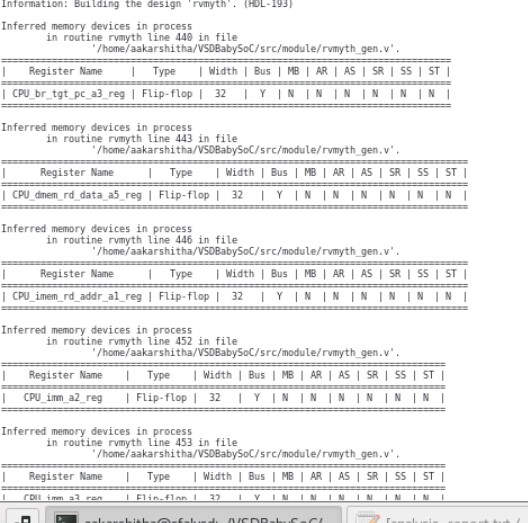 Information: Building the design 'rvmyth'. (HDL-193)
Inferred memory devices in process
in routine rvmyth line 440 in file
'/home/aakarshitha/VSDBabySoC/src/module/rvmyth_gen.v'.
===============================================================================
| Register Name | Type | Width | Bus | MB | AR | AS | SR | SS | ST |
===============================================================================
| CPU_br_tgt_pc_a3_reg | Flip-flop | 32 | Y | N | N | N | N | N | N |
===============================================================================
Inferred memory devices in process
in routine rvmyth line 443 in file
'/home/aakarshitha/VSDBabySoC/src/module/rvmyth_gen.v'.
===============================================================================
| Register Name | Type | Width | Bus | MB | AR | AS | SR | SS | ST |
===============================================================================
| CPU_dmem_rd_data_a5_reg | Flip-flop | 32 | Y | N | N | N | N | N | N |
===============================================================================
Inferred memory devices in process
in routine rvmyth line 446 in file
'/home/aakarshitha/VSDBabySoC/src/module/rvmyth_gen.v'.
===============================================================================
| Register Name | Type | Width | Bus | MB | AR | AS | SR | SS | ST |
===============================================================================
| CPU_imem_rd_addr_a1_reg | Flip-flop | 32 | Y | N | N | N | N | N | N |
===============================================================================
Inferred memory devices in process
in routine rvmyth line 452 in file
'/home/aakarshitha/VSDBabySoC/src/module/rvmyth_gen.v'.
===============================================================================
| Register Name | Type | Width | Bus | MB | AR | AS | SR | SS | ST |
===============================================================================
| CPU_imm_a2_reg | Flip-flop | 32 | Y | N | N | N | N | N | N |
===============================================================================
Inferred memory devices in process
in routine rvmyth line 453 in file
'/home/aakarshitha/VSDBabySoC/src/module/rvmyth_gen.v'.
===============================================================================
| Register Name | Type | Width | Bus | MB | AR | AS | SR | SS | ST |
===============================================================================
| CPU_imm_a3_reg | Flip-flop | 32 | Y | N | N | N | N | N | N |